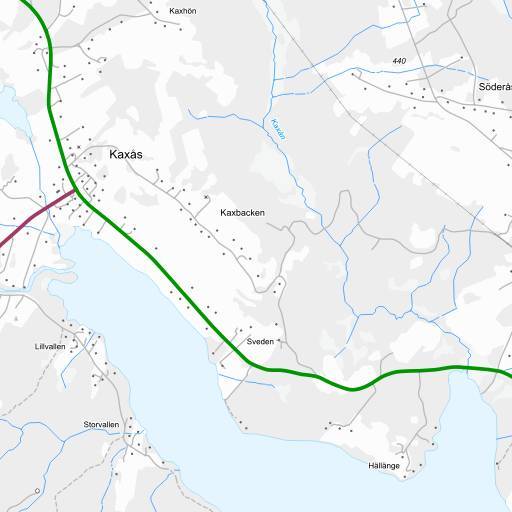 Kaxhön
440
Söderås
Kaxån
Kaxås
Kaxbacken
Sveden
Lillvallen
Storvallen
Hällänge